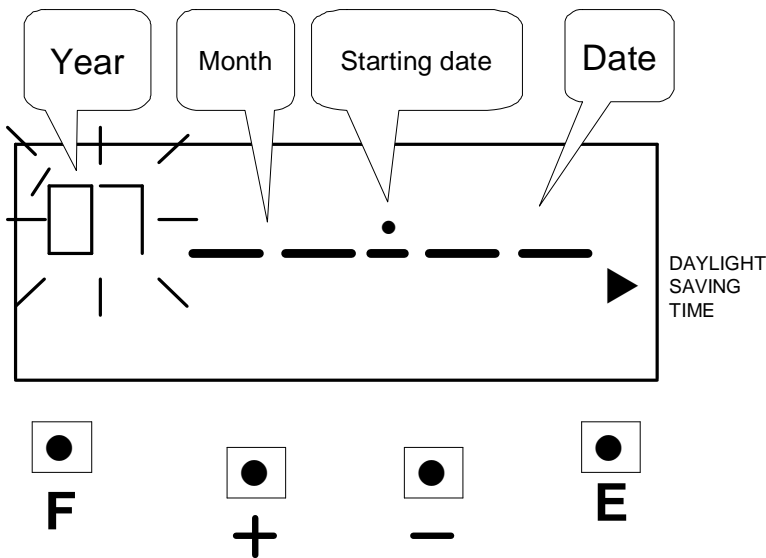 Year
Month
Starting date
Date
07
DAYLIGHT
SAVING
TIME
F
+
−
E